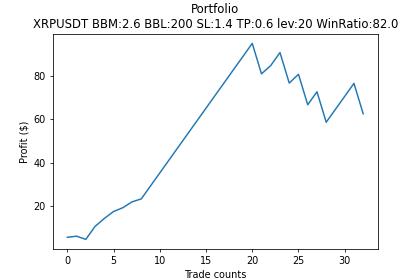 Portfolio
XRPUSDT BBM:2.6 BBL:200 SL:1.4 TP:0.6 lev:20 WinRatio:82.0
Profit ($)
80
60
40
20
0 5 10 15 20 25 30
Trade counts